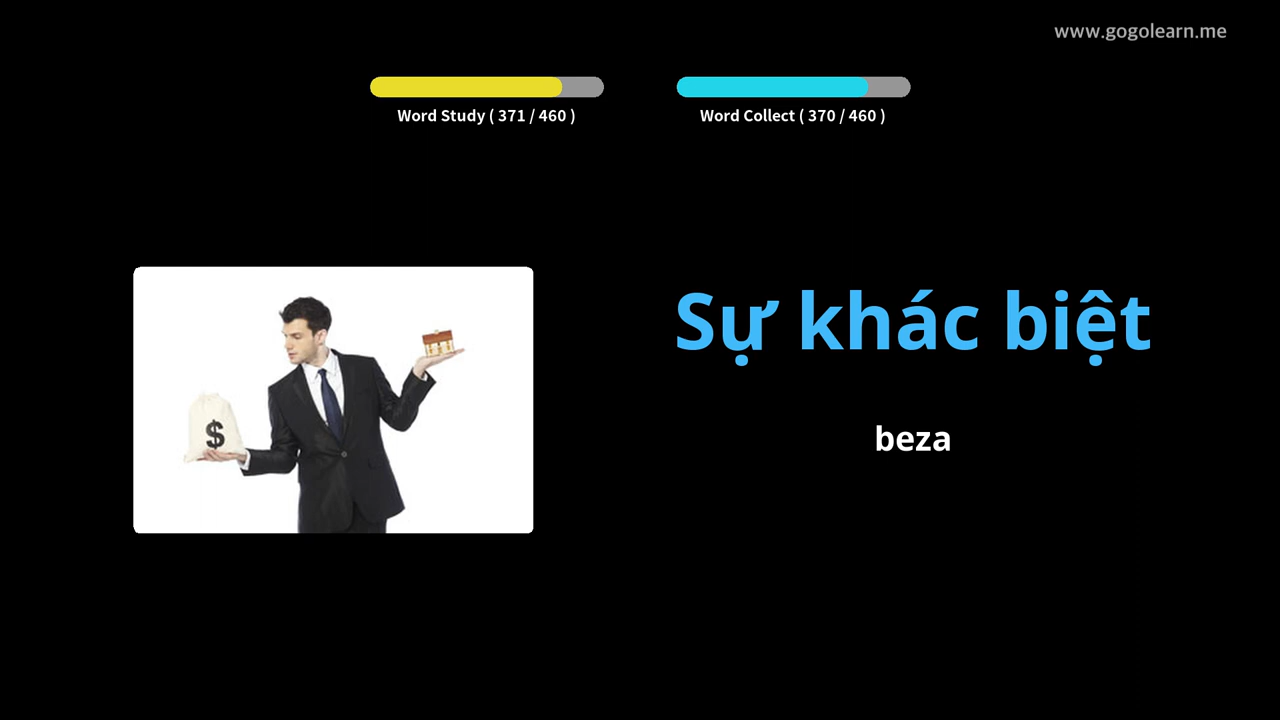 www.gogolearn.me
Word Study ( 371 / 460 )
Word Collect ( 370 / 460 )
$
Sự khác biệt
beza